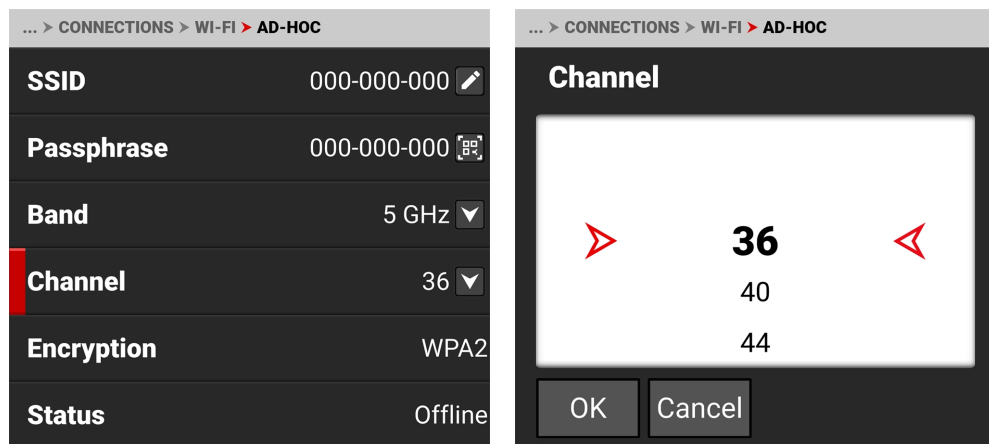 ... CONNECTIONS WI-FI AD-HOC
SSID 000-000-000
Passphrase 000-000-000
Band 5 GHz
Channel 36
Encryption WPA2
Status Offline
... CONNECTIONS WI-FI AD-HOC
Channel
36
40
44
OK Cancel